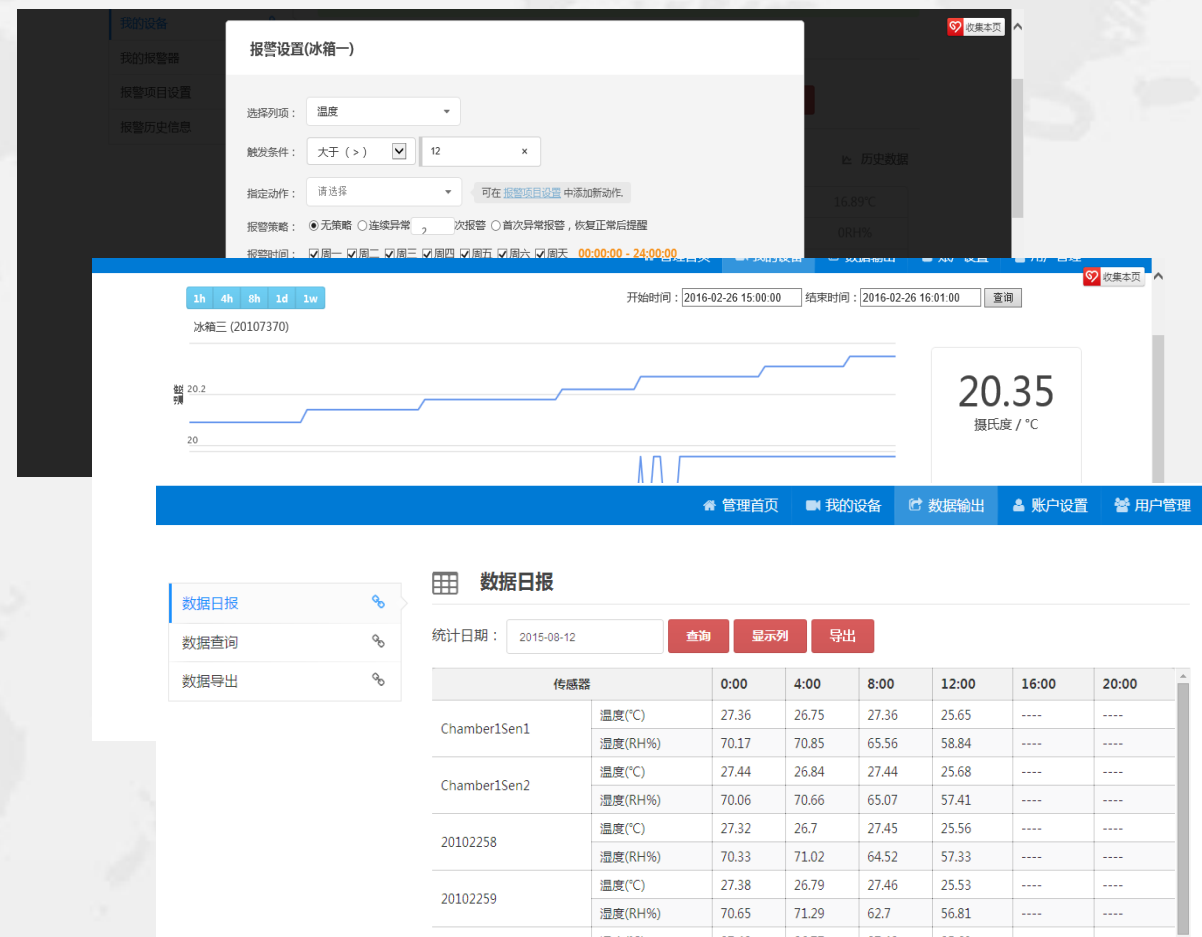 我的设备
收集本页
报警设置(冰箱一)
我的报警器
报警项目设置
选择列项： 温度
报警历史信息
触发条件： 大于（ > ） 12 ×
历史数据
指定动作： 请选择 可在 报警项目设置 中添加新动作.
16.89℃
报警策略： 无策略 连续异常 2 次报警 首次异常报警，恢复正常后提醒
08H%
报警时间： 周一 周二 周三 周四 周五 周六 周天 00:00:00 - 24:00:00
管理首页 我的设备 数据输出 账户设置 用户管理
收集本页
1h 4h 8h 1d 1w
开始时间：2016-02-26 15:00:00 结束时间：2016-02-26 16:01:00 查询
冰箱三 (20107370)
20.2
20
20.35
摄氏度 / °C
管理首页 我的设备 数据输出 账户设置 用户管理
数据日报
数据查询
数据导出
数据日报
统计日期： 2015-08-12 查询 显示列 导出
传感器 0:00 4:00 8:00 12:00 16:00 20:00
Chamber1Sen1 温度(℃) 27.36 26.75 27.36 25.65 ---- ----
湿度(RH%) 70.17 70.85 65.56 58.84 ---- ----
Chamber1Sen2 温度(℃) 27.44 26.84 27.44 25.68 ---- ----
湿度(RH%) 70.06 70.66 65.07 57.41 ---- ----
20102258 温度(℃) 27.32 26.7 27.45 25.56 ---- ----
湿度(RH%) 70.33 71.02 64.52 57.33 ---- ----
20102259 温度(℃) 27.38 26.79 27.46 25.53 ---- ----
湿度(RH%) 70.65 71.29 62.7 56.81 ---- ----